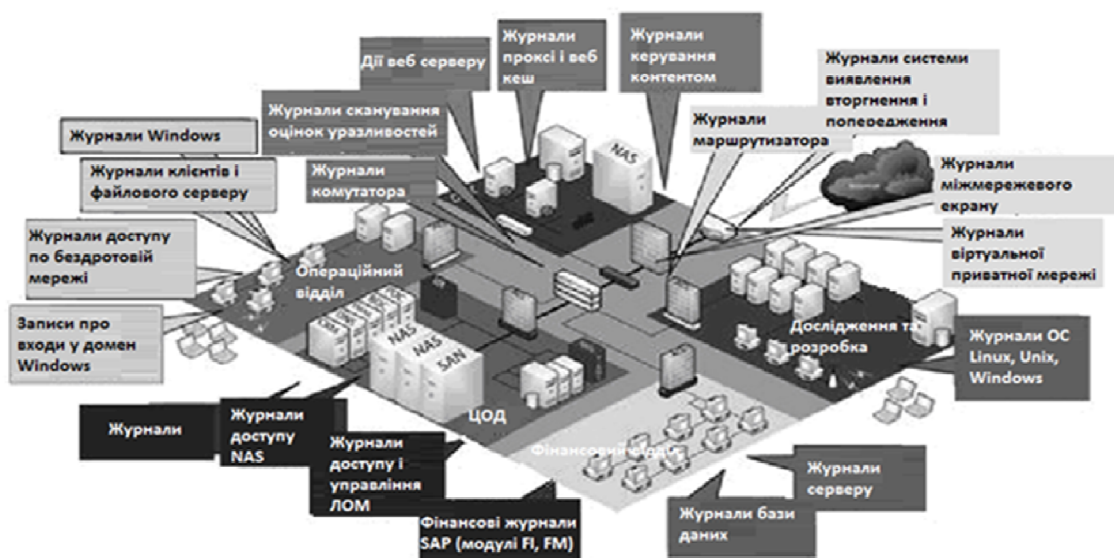 Дії веб серверу
Журнали
проксі і веб
кеш
Журнали
керування
контентом
Журнали системи
виявлення
вторгнення і
попередження
Журнали сканування
оцінок уразливостей
Журнали
маршрутизатора
Журнали Windows
Журнали
комутатора
Журнали клієнтів і
файлового серверу
Журнали
міжмережевого
екрану
Журнали доступу
по бездротовій
мережі
Журнали
віртуальної
приватної мережі
NAS
Операційний
відділ
Записи про
входи у домен
Windows
Дослідження та
розробка
Журнали ОС
Linux, Unix,
Windows
NAS
NAS
SAN
ЦОД
Журнали
Журнали
доступу
NAS
Журнали
доступу і
управління
ЛОМ
Фінансовий відділ
Журнали
серверу
Журнали бази
даних
Фінансові журнали
SAP (модулі FI, FM)